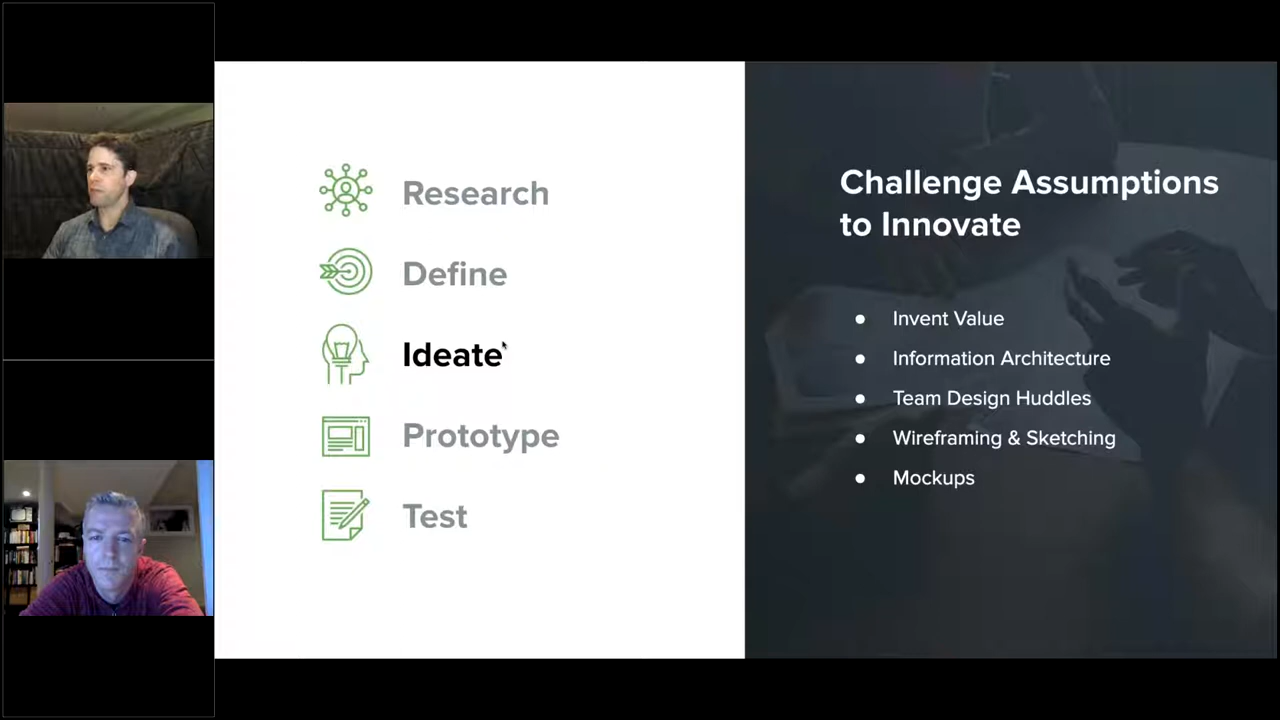 Research
Define
Ideate
Prototype
Test
Challenge Assumptions
to Innovate
● Invent Value
● Information Architecture
● Team Design Huddles
● Wireframing & Sketching
● Mockups